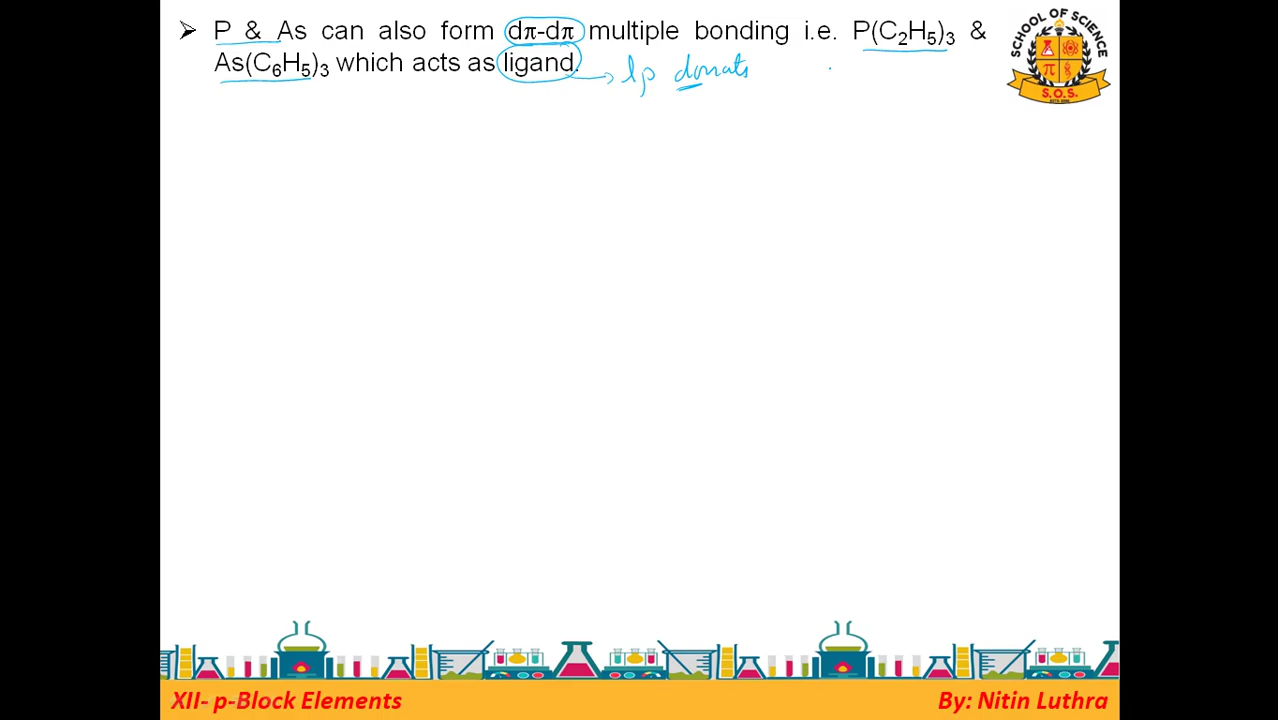 ➢ P & As can also form dπ-dπ multiple bonding i.e. P(C₂H₅)₃ &
As(C₆H₅)₃ which acts as ligand.
lp donats
SCHOOL OF SCIENCE
π
S.O.S.
XII- p-Block Elements
By: Nitin Luthra